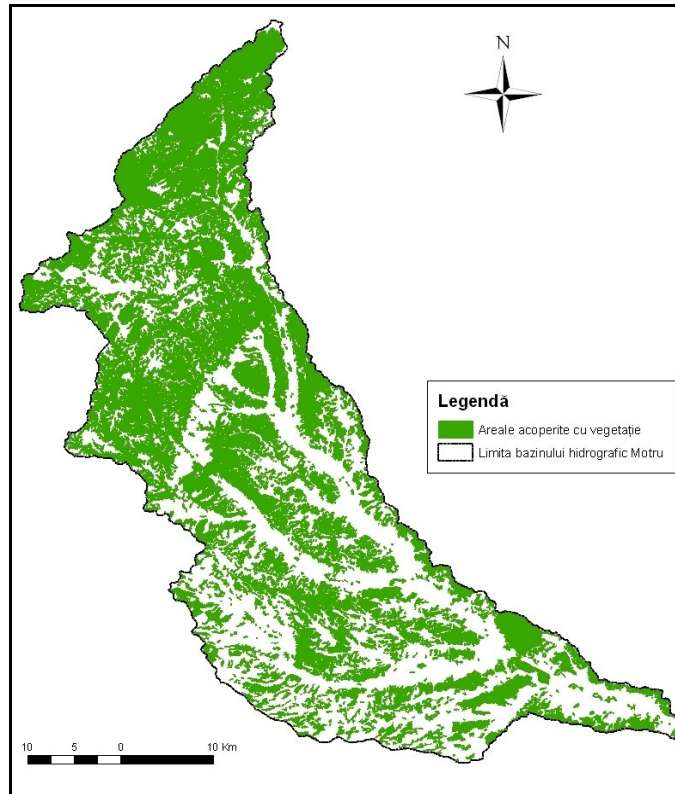 N
Legendă
Areale acoperite cu vegetație
Limita bazinului hidrografic Motru
10 5 0 10 Km